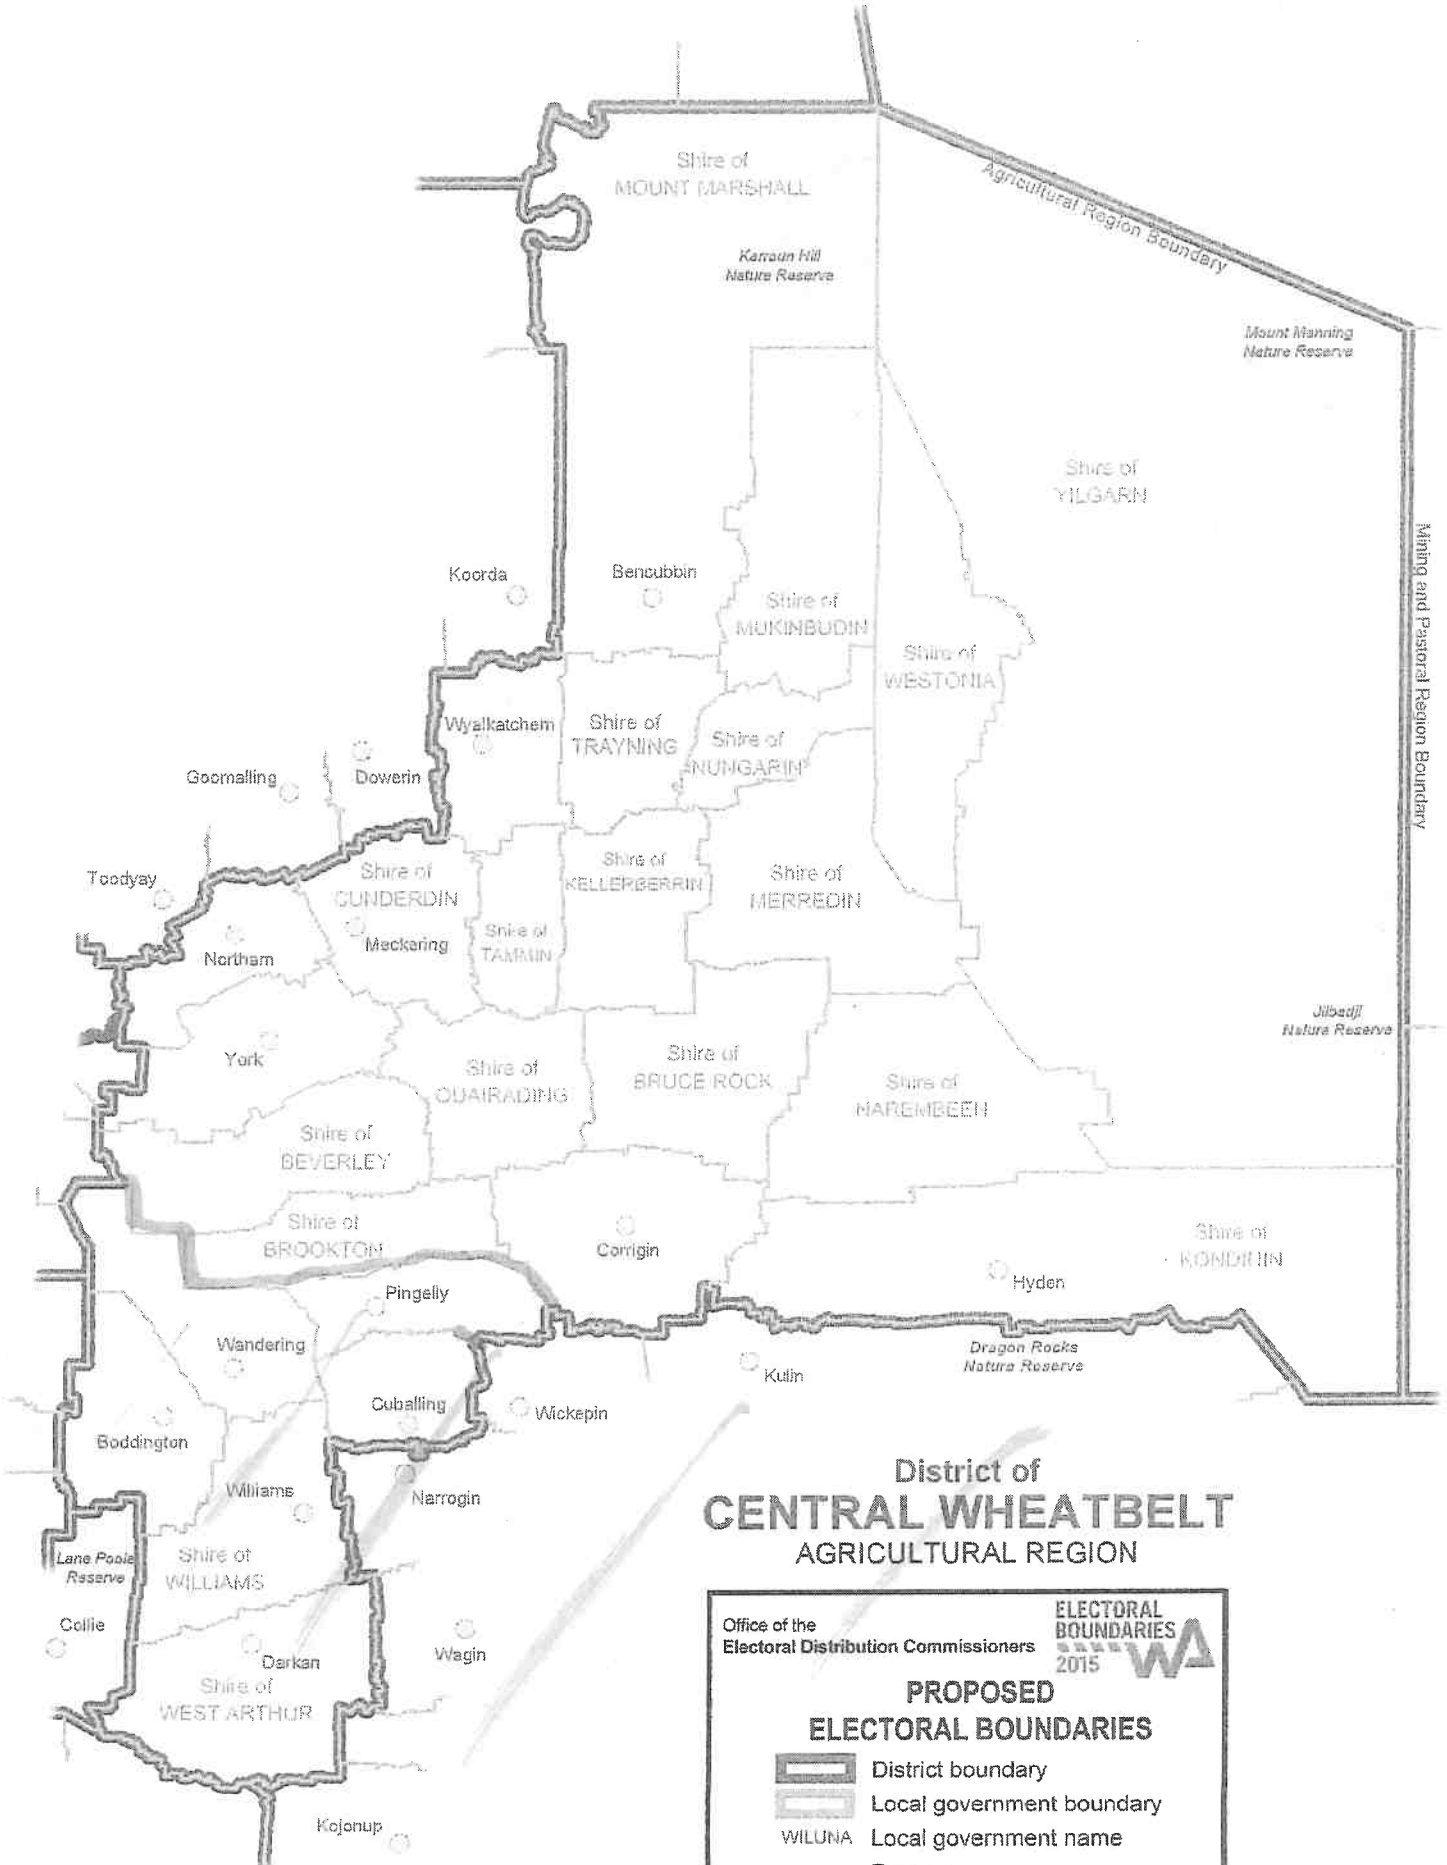 Shire of
MOUNT MARSHALL
Agricultural Region Boundary
Karroun Hill
Nature Reserve
Mount Manning
Nature Reserve
Shire of
YILGARN
Mining and Pastoral Region Boundary
Koorda
Bencubbin
Shire of
MUKINBUDIN
Shire of
WESTONIA
Wyalkatchem
Shire of
TRAYNING
Shire of
NUNGARIN
Goomalling
Dowerin
Toodyay
Shire of
CUNDERDIN
Shire of
KELLERBERRIN
Shire of
MERREDIN
Meckering
Shire of
TAMMIN
Northam
Jilbadji
Nature Reserve
York
Shire of
QUAIRADING
Shire of
BRUCE ROCK
Shire of
NAREMBEEN
Shire of
BEVERLEY
Shire of
BROOKTON
Corrigin
Shire of
KONDININ
Hyden
Pingelly
Wandering
Dragon Rocks
Nature Reserve
Kulin
Cuballing
Wickepin
Boddington
Williams
Narrogin
Lane Poole
Reserve
Shire of
WILLIAMS
Collie
Darkan
Wagin
Shire of
WEST ARTHUR
Kojonup
District of
CENTRAL WHEATBELT
AGRICULTURAL REGION
Office of the
Electoral Distribution Commissioners
ELECTORAL
BOUNDARIES
2015 WA
PROPOSED
ELECTORAL BOUNDARIES
District boundary
Local government boundary
WILUNA Local government name